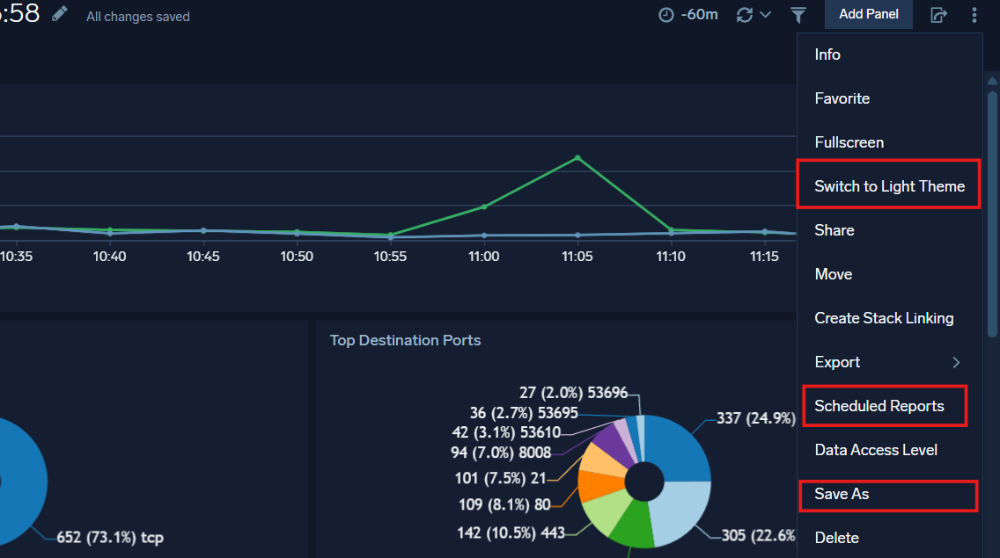 :58 All changes saved -60m Add Panel
Info
Favorite
Fullscreen
Switch to Light Theme
Share
Move
Create Stack Linking
Export
Scheduled Reports
Data Access Level
Save As
Delete
10:35 10:40 10:45 10:50 10:55 11:00 11:05 11:10 11:15
652 (73.1%) tcp
Top Destination Ports
27 (2.0%) 53696
36 (2.7%) 53695
42 (3.1%) 53610
94 (7.0%) 8008
101 (7.5%) 21
109 (8.1%) 80
142 (10.5%) 443
337 (24.9%)
305 (22.6%